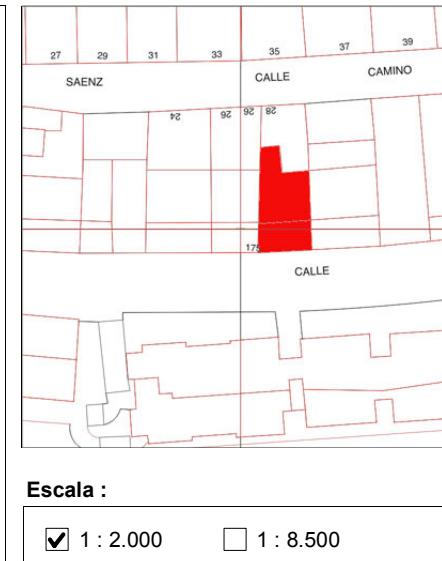 27 29 31 33 35 37 39
SAENZ CALLE CAMINO
24 26 26 28
175
CALLE
Escala :
1 : 2.000 1 : 8.500